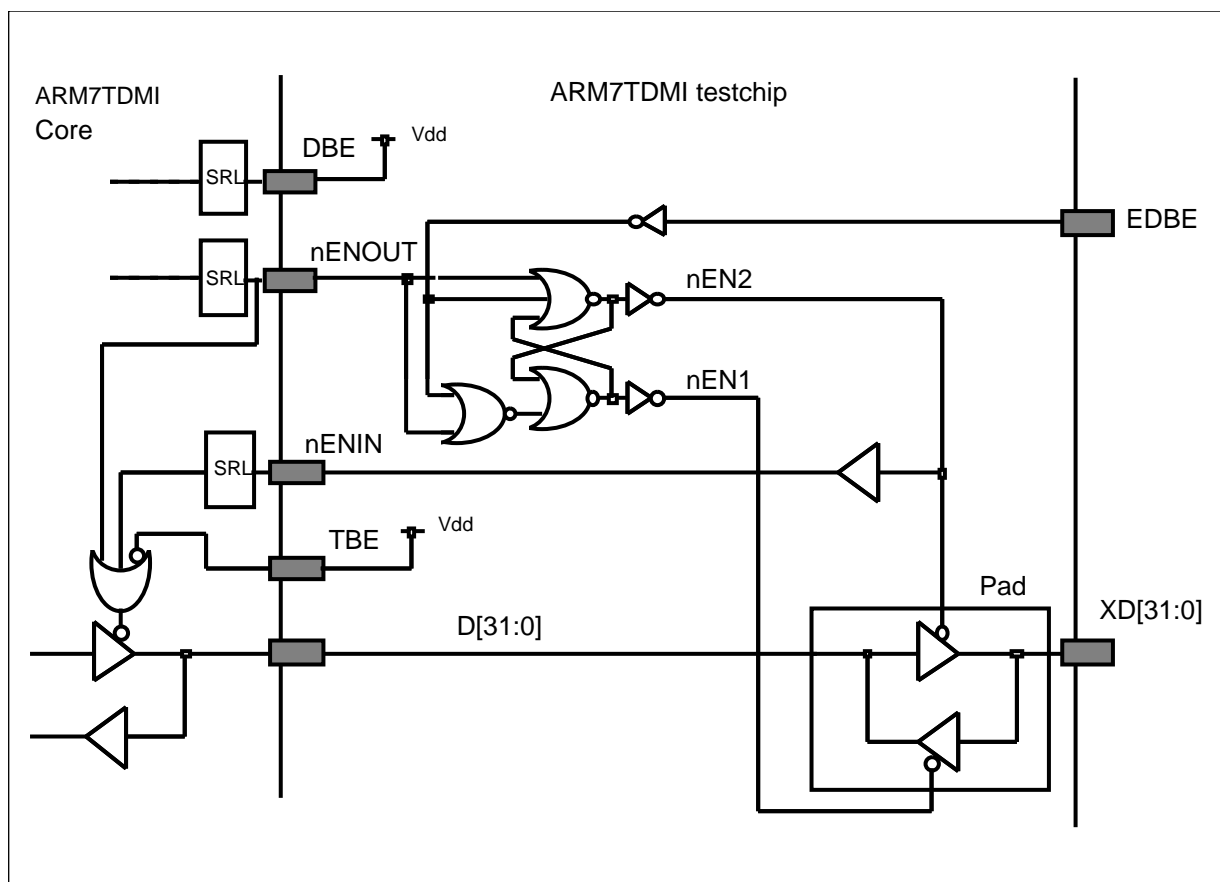 ARM7TDMI
Core
ARM7TDMI testchip
DBE
Vdd
SRL
EDBE
nENOUT
SRL
nEN2
nEN1
nENIN
SRL
TBE
Vdd
Pad
D[31:0]
XD[31:0]